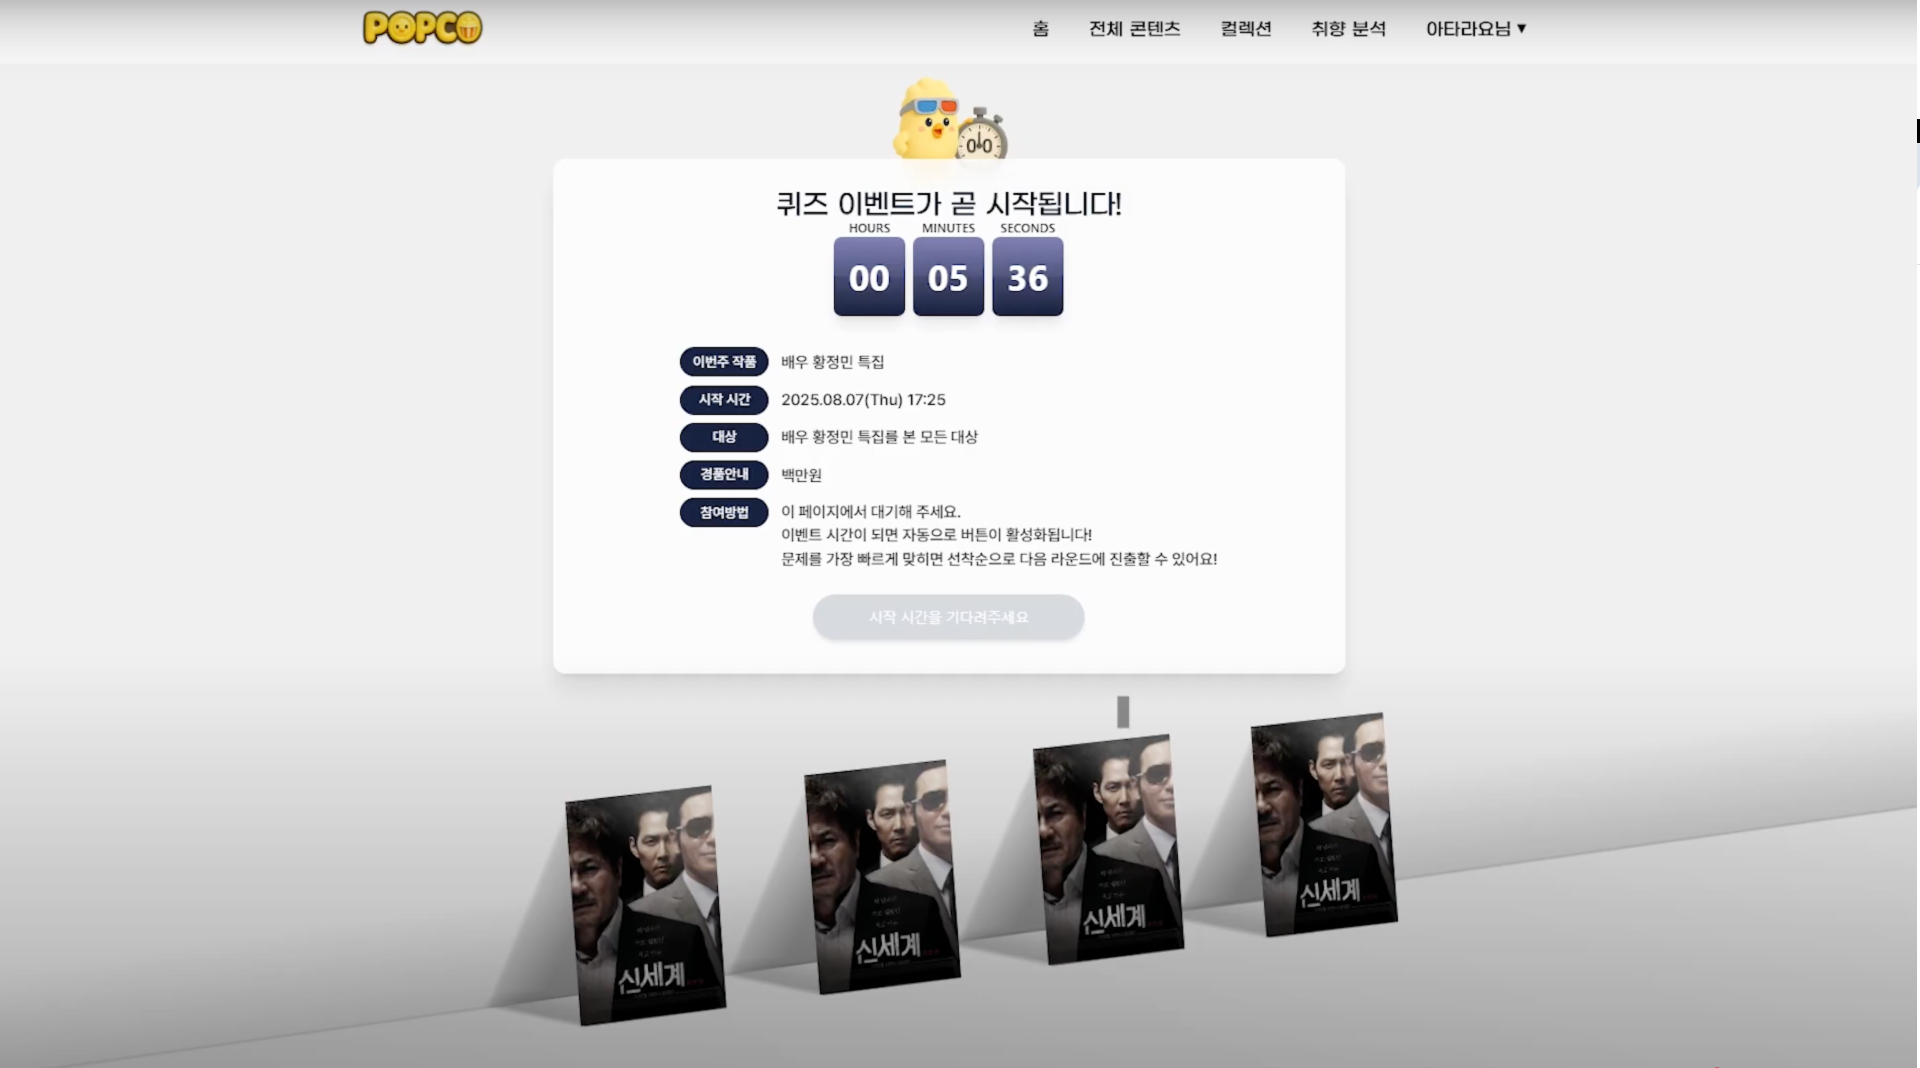 POPCO
홈 전체 콘텐츠 컬렉션 취향 분석 아타라요님 ▼
00
퀴즈 이벤트가 곧 시작됩니다!
HOURS MINUTES SECONDS
00 05 36
이번주 작품 배우 황정민 특집
시작 시간 2025.08.07(Thu) 17:25
대상 배우 황정민 특집를 본 모든 대상
경품안내 백만원
참여방법 이 페이지에서 대기해 주세요.
이벤트 시간이 되면 자동으로 버튼이 활성화됩니다!
문제를 가장 빠르게 맞히면 선착순으로 다음 라운드에 진출할 수 있어요!
시작 시간을 기다려주세요
신세계
신세계
신세계
신세계